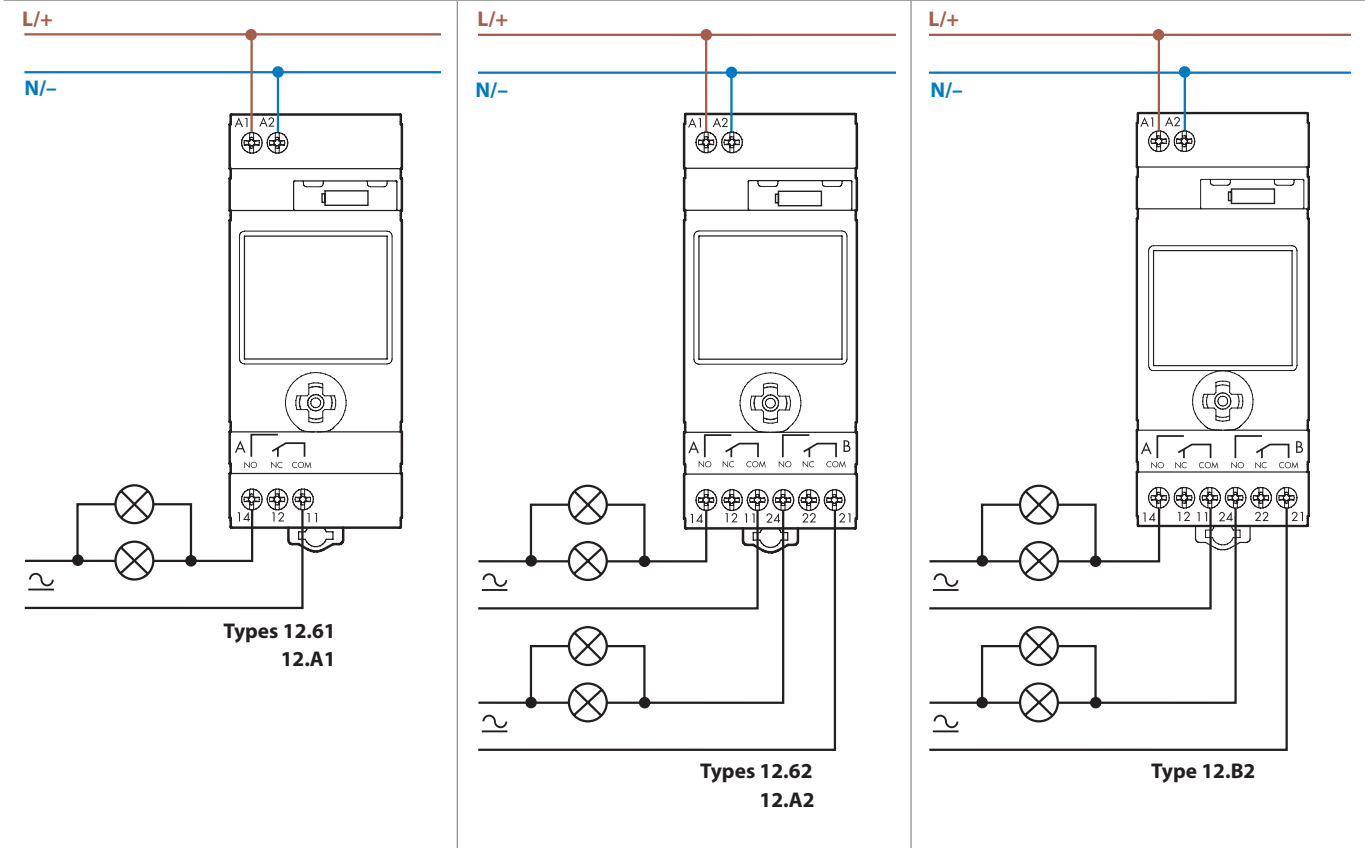 L/+
N/–
A1 A2
A
NO NC COM
14 12 11
Types 12.61
12.A1
L/+
N/–
A1 A2
A B
NO NC COM NO NC COM
14 12 11 24 22 21
Types 12.62
12.A2
L/+
N/–
A1 A2
A B
NO NC COM NO NC COM
14 12 11 24 22 21
Type 12.B2